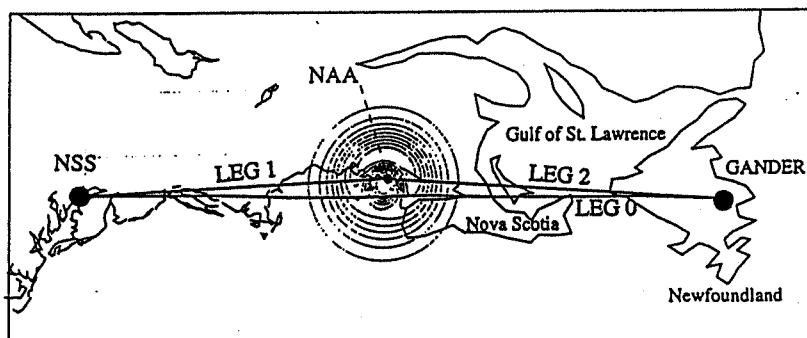 NAA
Gulf of St. Lawrence
NSS
LEG 1
LEG 2
GANDER
LEG 0
Nova Scotia
Newfoundland